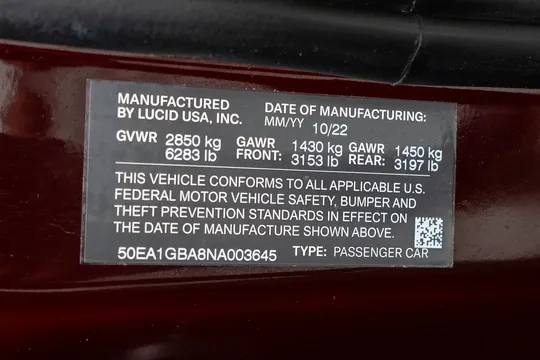 MANUFACTURED
BY LUCID USA, INC.
DATE OF MANUFACTURING:
MM/YY 10/22
GVWR 2850 kg
6283 lb
GAWR FRONT: 1430 kg
3153 lb
GAWR REAR: 1450 kg
3197 lb
THIS VEHICLE CONFORMS TO ALL APPLICABLE U.S.
FEDERAL MOTOR VEHICLE SAFETY, BUMPER AND
THEFT PREVENTION STANDARDS IN EFFECT ON
THE DATE OF MANUFACTURE SHOWN ABOVE.
50EA1GBA8NA003645 TYPE: PASSENGER CAR